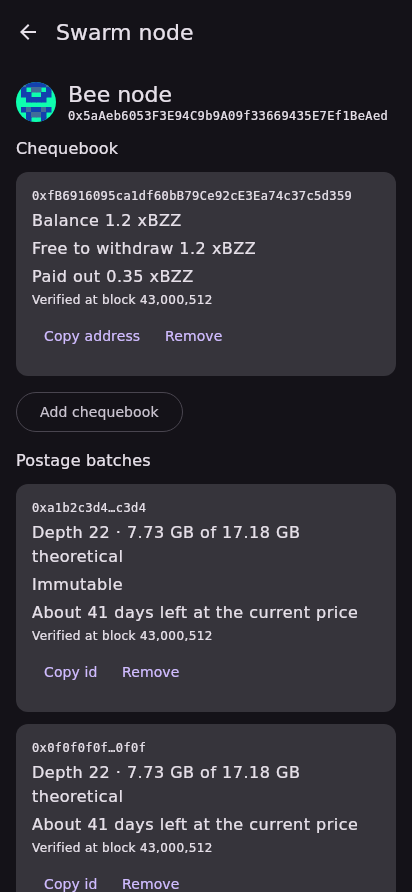 Swarm node
Bee node
0x5aAeb6053F3E94C9b9A09f33669435E7Ef1BeAed
Chequebook
0xfB6916095ca1df60bB79Ce92cE3Ea74c37c5d359
Balance 1.2 xBZZ
Free to withdraw 1.2 xBZZ
Paid out 0.35 xBZZ
Verified at block 43,000,512
Copy address Remove
Add chequebook
Postage batches
0xa1b2c3d4…c3d4
Depth 22 · 7.73 GB of 17.18 GB
theoretical
Immutable
About 41 days left at the current price
Verified at block 43,000,512
Copy id Remove
0x0f0f0f0f…0f0f
Depth 22 · 7.73 GB of 17.18 GB
theoretical
About 41 days left at the current price
Verified at block 43,000,512
Copy id Remove